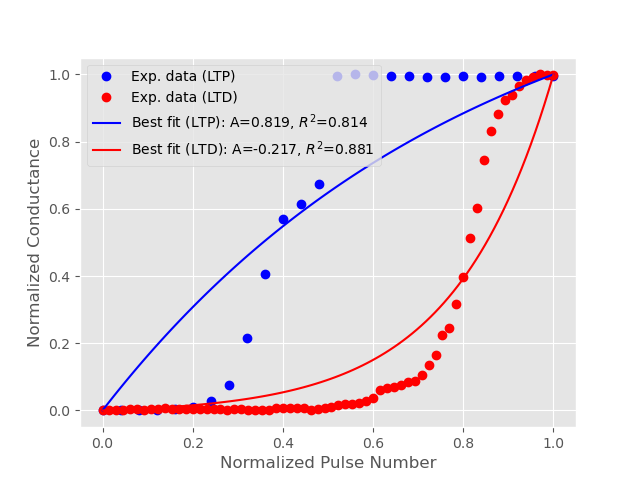 Exp. data (LTP)
Exp. data (LTD)
Best fit (LTP): A=0.819, R²=0.814
Best fit (LTD): A=-0.217, R²=0.881
1.0
0.8
0.6
0.4
0.2
0.0
Normalized Conductance
0.0 0.2 0.4 0.6 0.8 1.0
Normalized Pulse Number